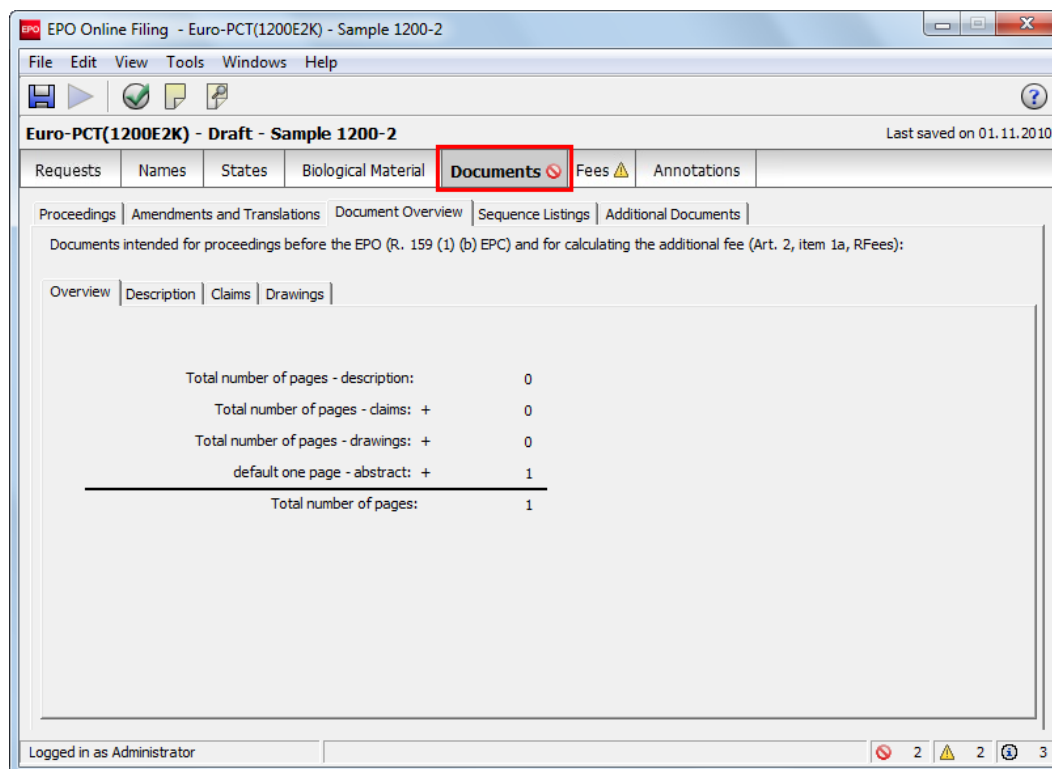 EPO EPO Online Filing - Euro-PCT(1200E2K) - Sample 1200-2
File Edit View Tools Windows Help
Euro-PCT(1200E2K) - Draft - Sample 1200-2 Last saved on 01.11.2010
Requests Names States Biological Material Documents Fees Annotations
Proceedings Amendments and Translations Document Overview Sequence Listings Additional Documents
Documents intended for proceedings before the EPO (R. 159 (1) (b) EPC) and for calculating the additional fee (Art. 2, item 1a, RFees):
Overview Description Claims Drawings
Total number of pages - description: 0
Total number of pages - claims: + 0
Total number of pages - drawings: + 0
default one page - abstract: + 1
Total number of pages: 1
Logged in as Administrator 2 2 3